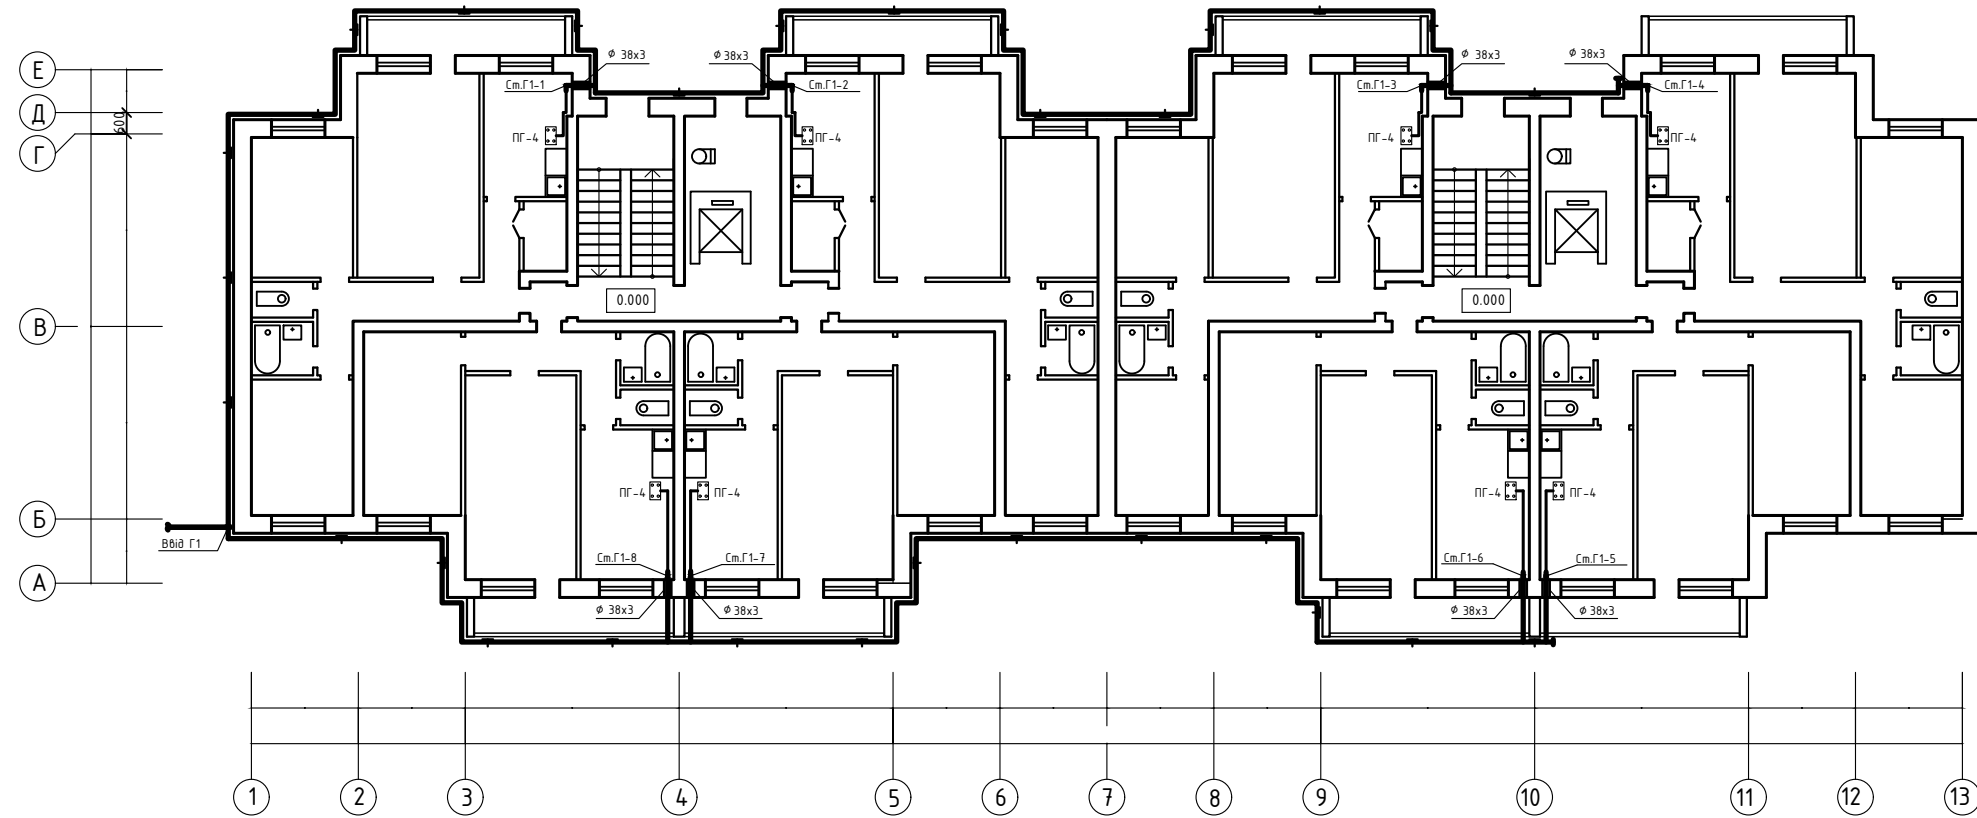 Е
Д
Г
В
Б
А
600
Ф 38х3
Ф 38х3
Ф 38х3
Ф 38х3
Ст.Г1-1
Ст.Г1-2
Ст.Г1-3
Ст.Г1-4
ПГ-4
ПГ-4
ПГ-4
ПГ-4
0.000
0.000
ПГ-4
ПГ-4
ПГ-4
ПГ-4
Ввід Г1
Ст.Г1-8
Ст.Г1-7
Ст.Г1-6
Ст.Г1-5
Ф 38х3
Ф 38х3
Ф 38х3
Ф 38х3
1
2
3
4
5
6
7
8
9
10
11
12
13